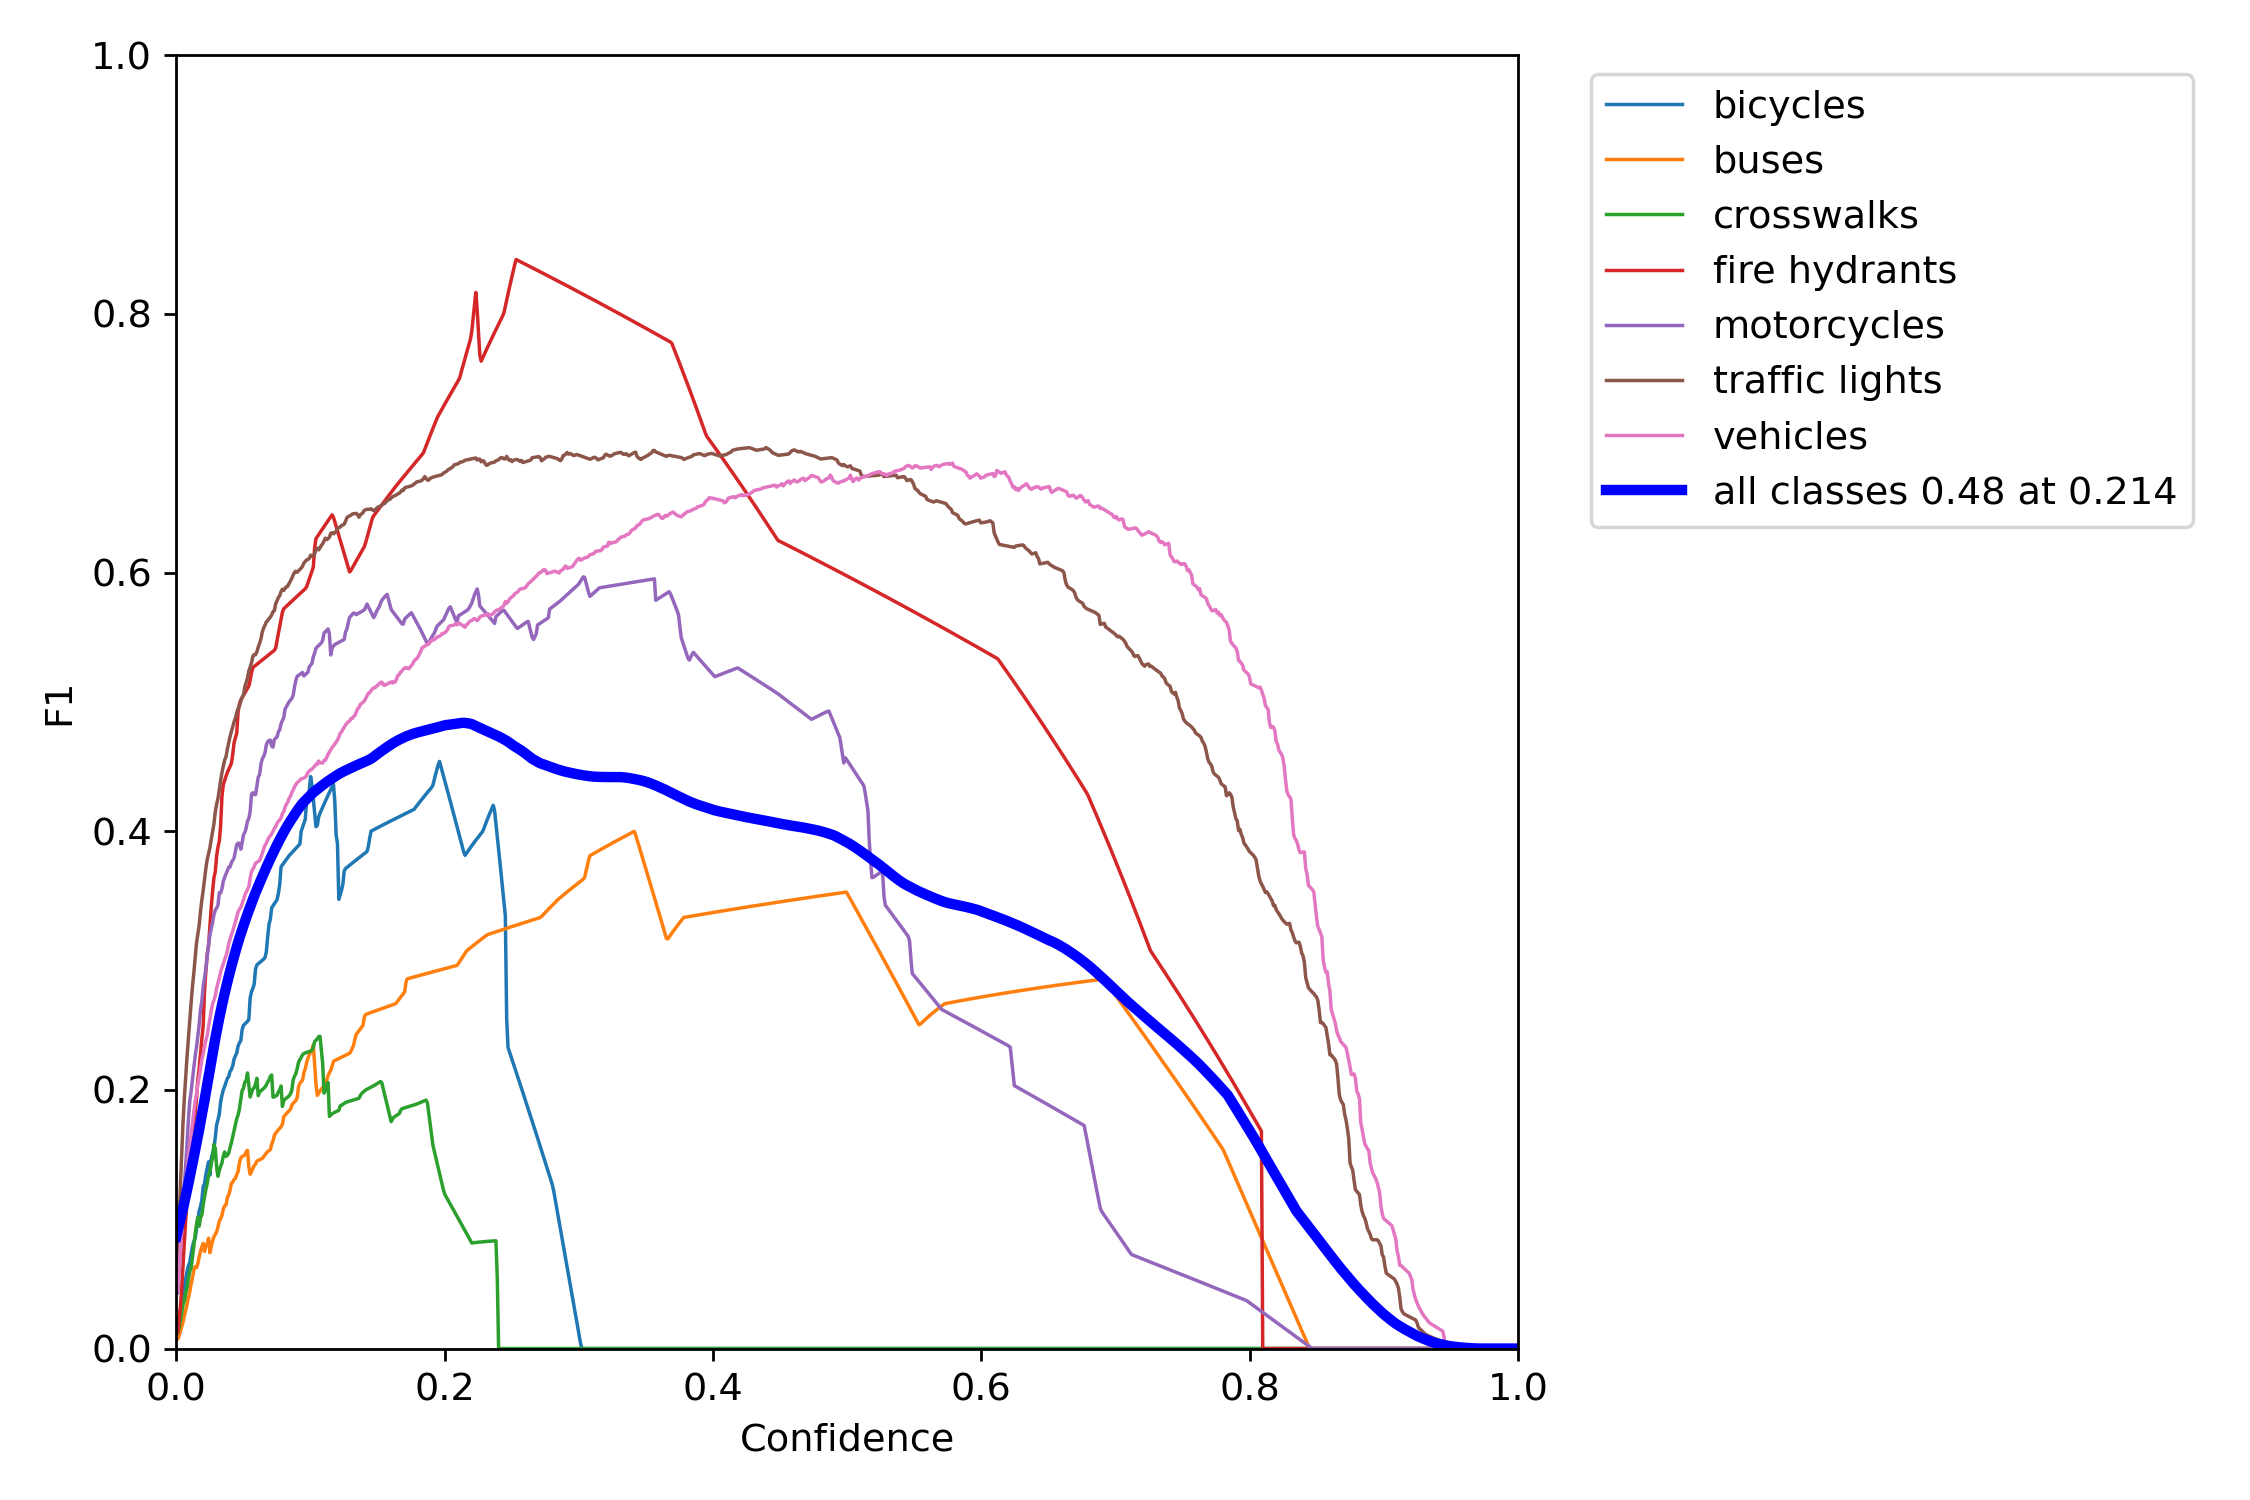 1.0
0.8
0.6
0.4
0.2
0.0
F1
0.0 0.2 0.4 0.6 0.8 1.0
Confidence
bicycles
buses
crosswalks
fire hydrants
motorcycles
traffic lights
vehicles
all classes 0.48 at 0.214